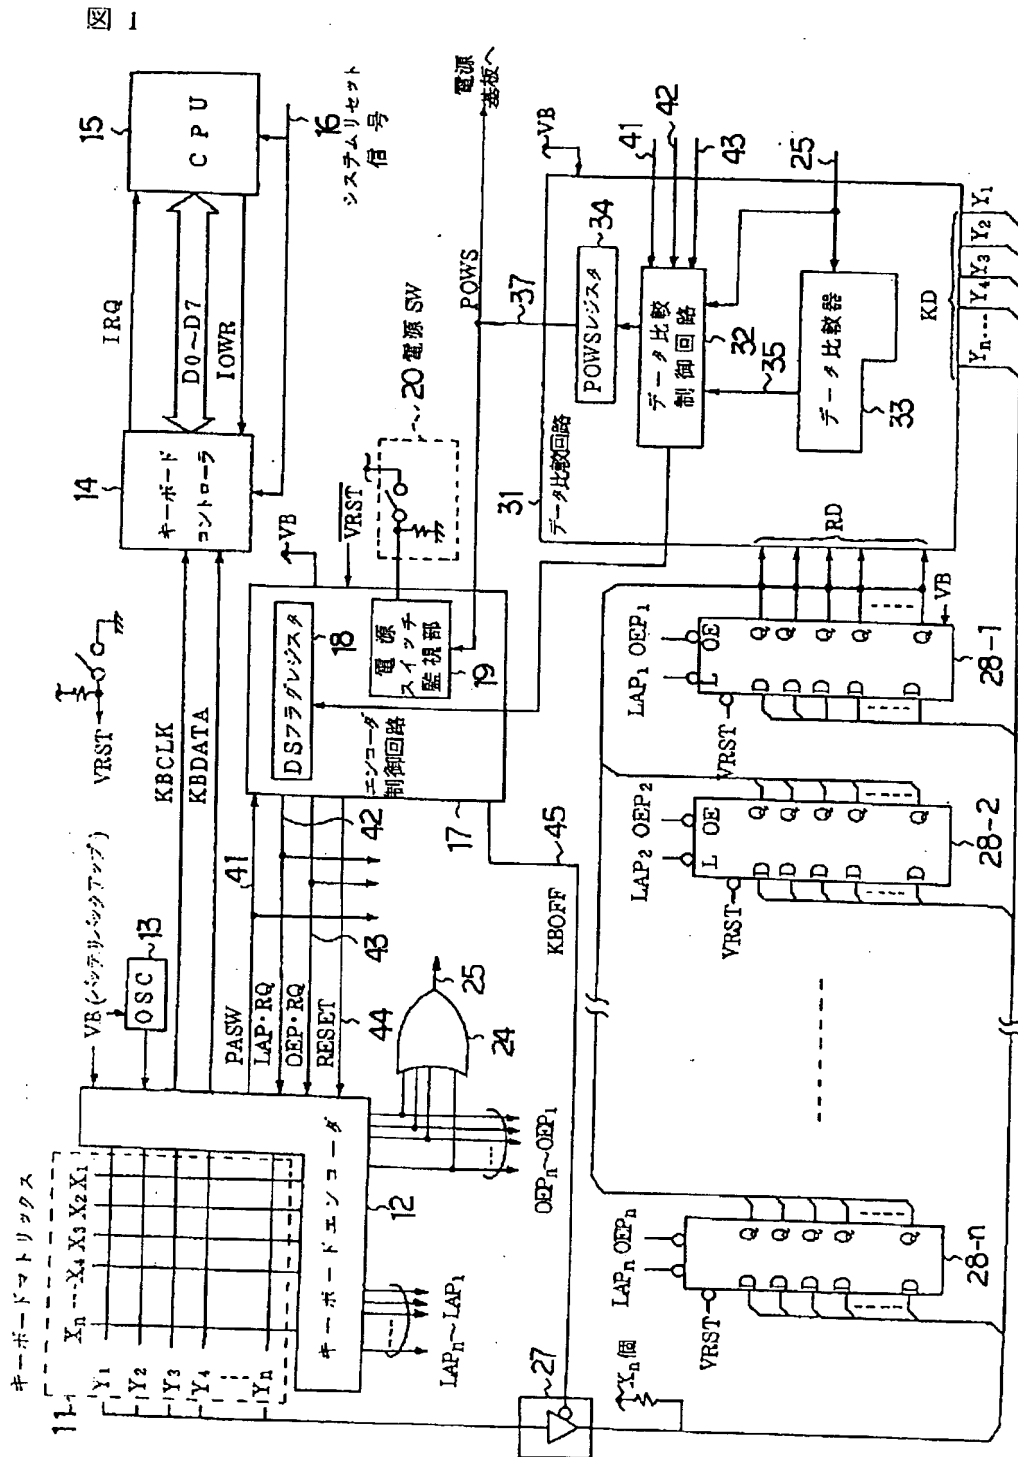 図 1
15
CPU
16
システムリセット
信号
IRQ
D0~D7
IOWR
14
キーボード
コントローラ
KBCLK
KBDATA
VRST
VB(バッテリバックアップ)
OSC
13
キーボードマトリックス
11
Xn ---- X4 X3 X2 X1
Y1
Y2
Y3
Y4
Yn
キーボードエンコーダ
12
LAPn~LAP1
OEPn~OEP1
PASW
LAP・RQ
OEP・RQ
RESET
41
42
43
44
24
25
DSフラグレジスタ
18
電源
スイッチ
監視部
19
エンコーダ
制御回路
17
VB
VRST
20 電源SW
POWS
電源
基板へ
37
KBOFF
45
31
データ比較回路
POWSレジスタ
34
データ比較
制御回路
32
35
データ比較器
33
VB
41
42
43
25
RD
KD
Y1
Y2
Y3
Y4
Yn----
27
Xn個
LAP1 OEP1
L OE
VRST
D D D D D
Q Q Q Q Q
VB
28-1
LAP2 OEP2
L OE
VRST
D D D D D
Q Q Q Q Q
28-2
LAPn OEPn
VRST
D D D D D
Q Q Q Q Q
28-n